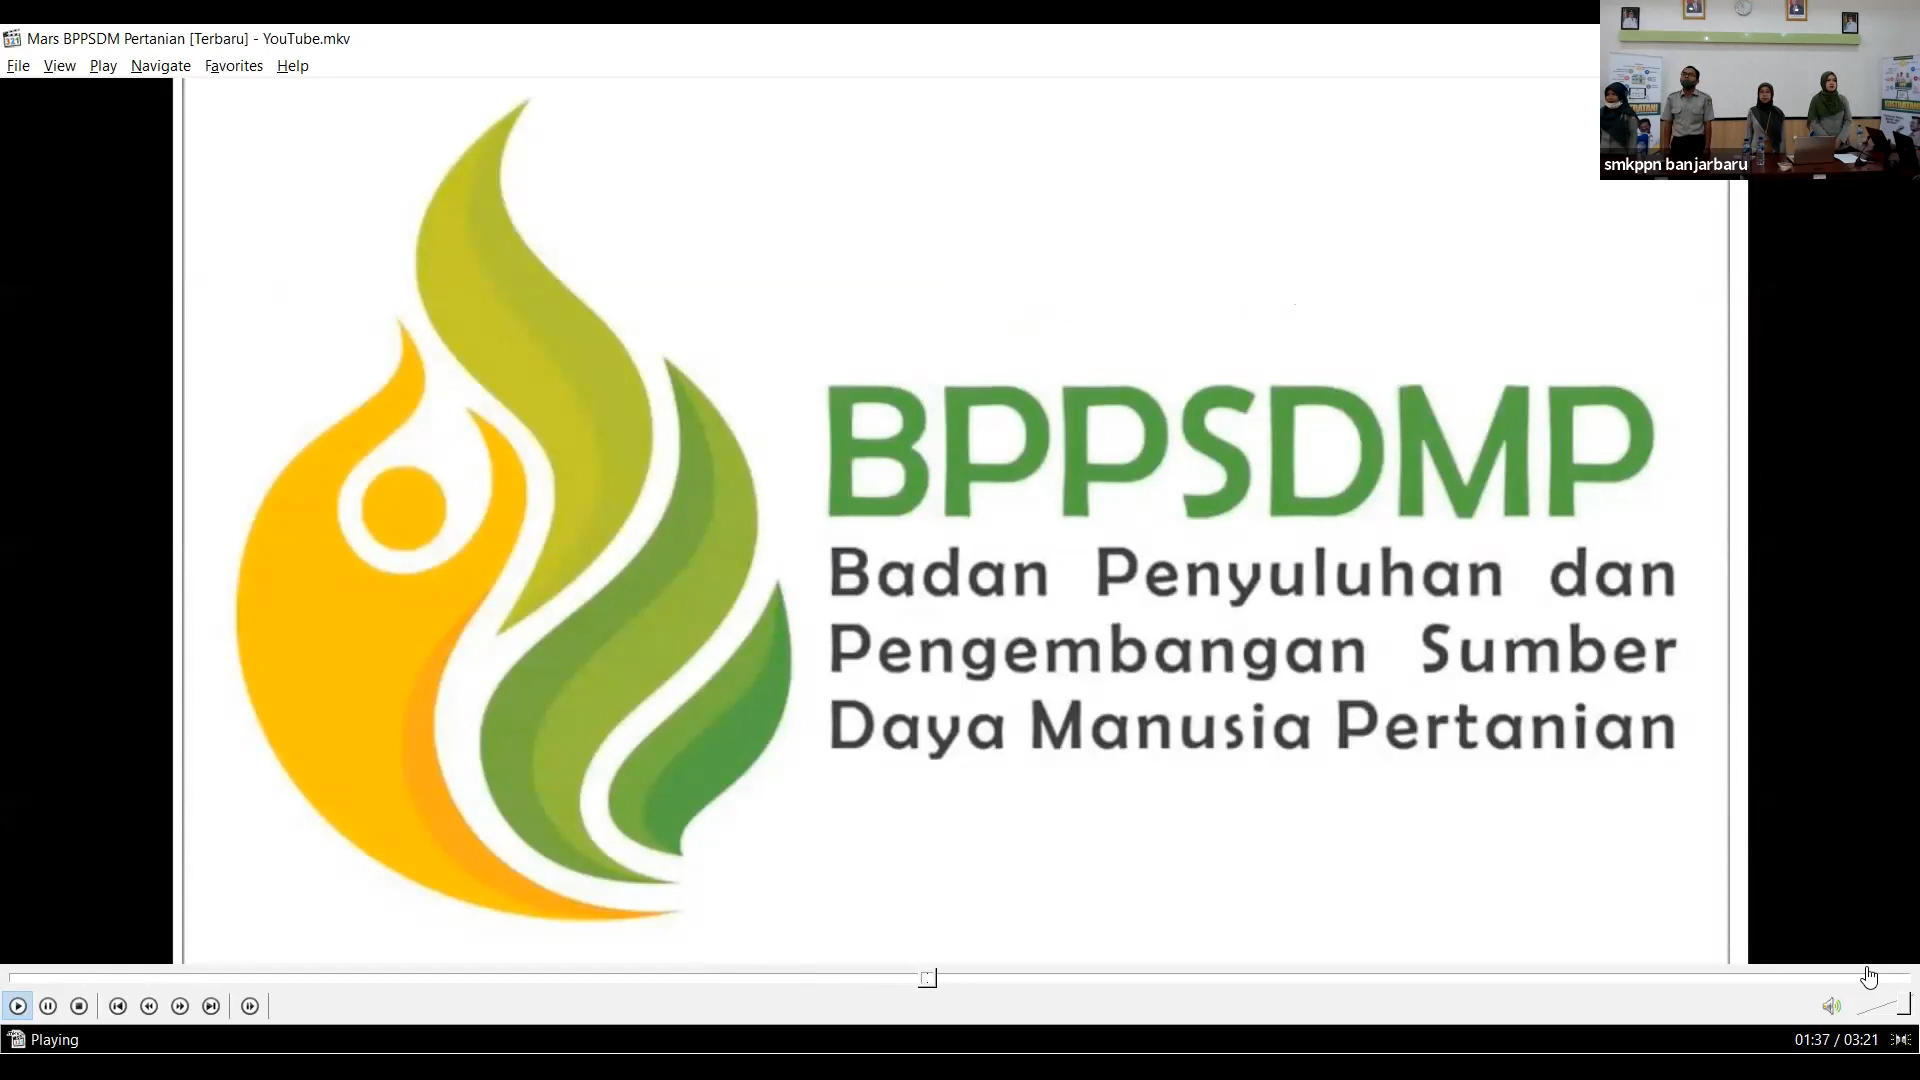 Mars BPPSDM Pertanian [Terbaru] - YouTube.mkv
File View Play Navigate Favorites Help
smkppn banjarbaru
BPPSDMP
Badan Penyuluhan dan
Pengembangan Sumber
Daya Manusia Pertanian
Playing
01:37 / 03:21